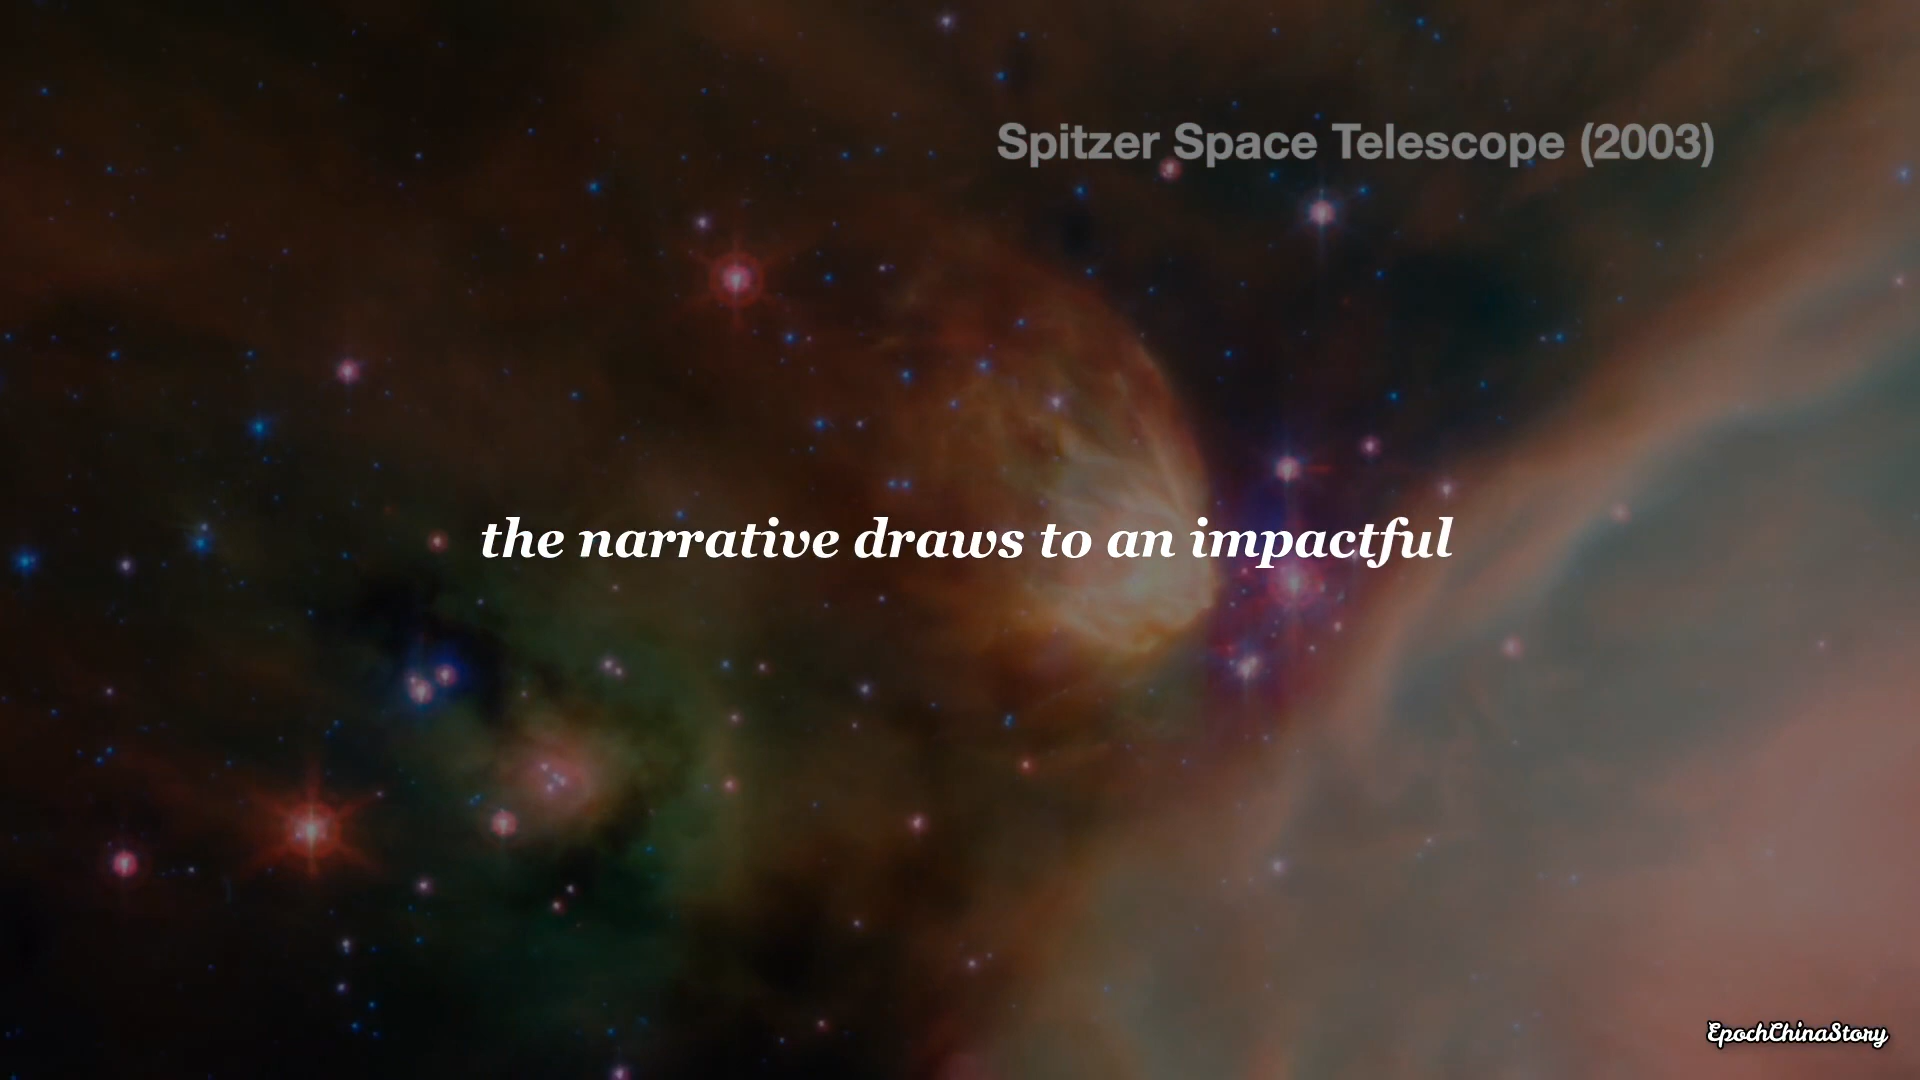 Spitzer Space Telescope (2003)
the narrative draws to an impactful
EpochChinaStory